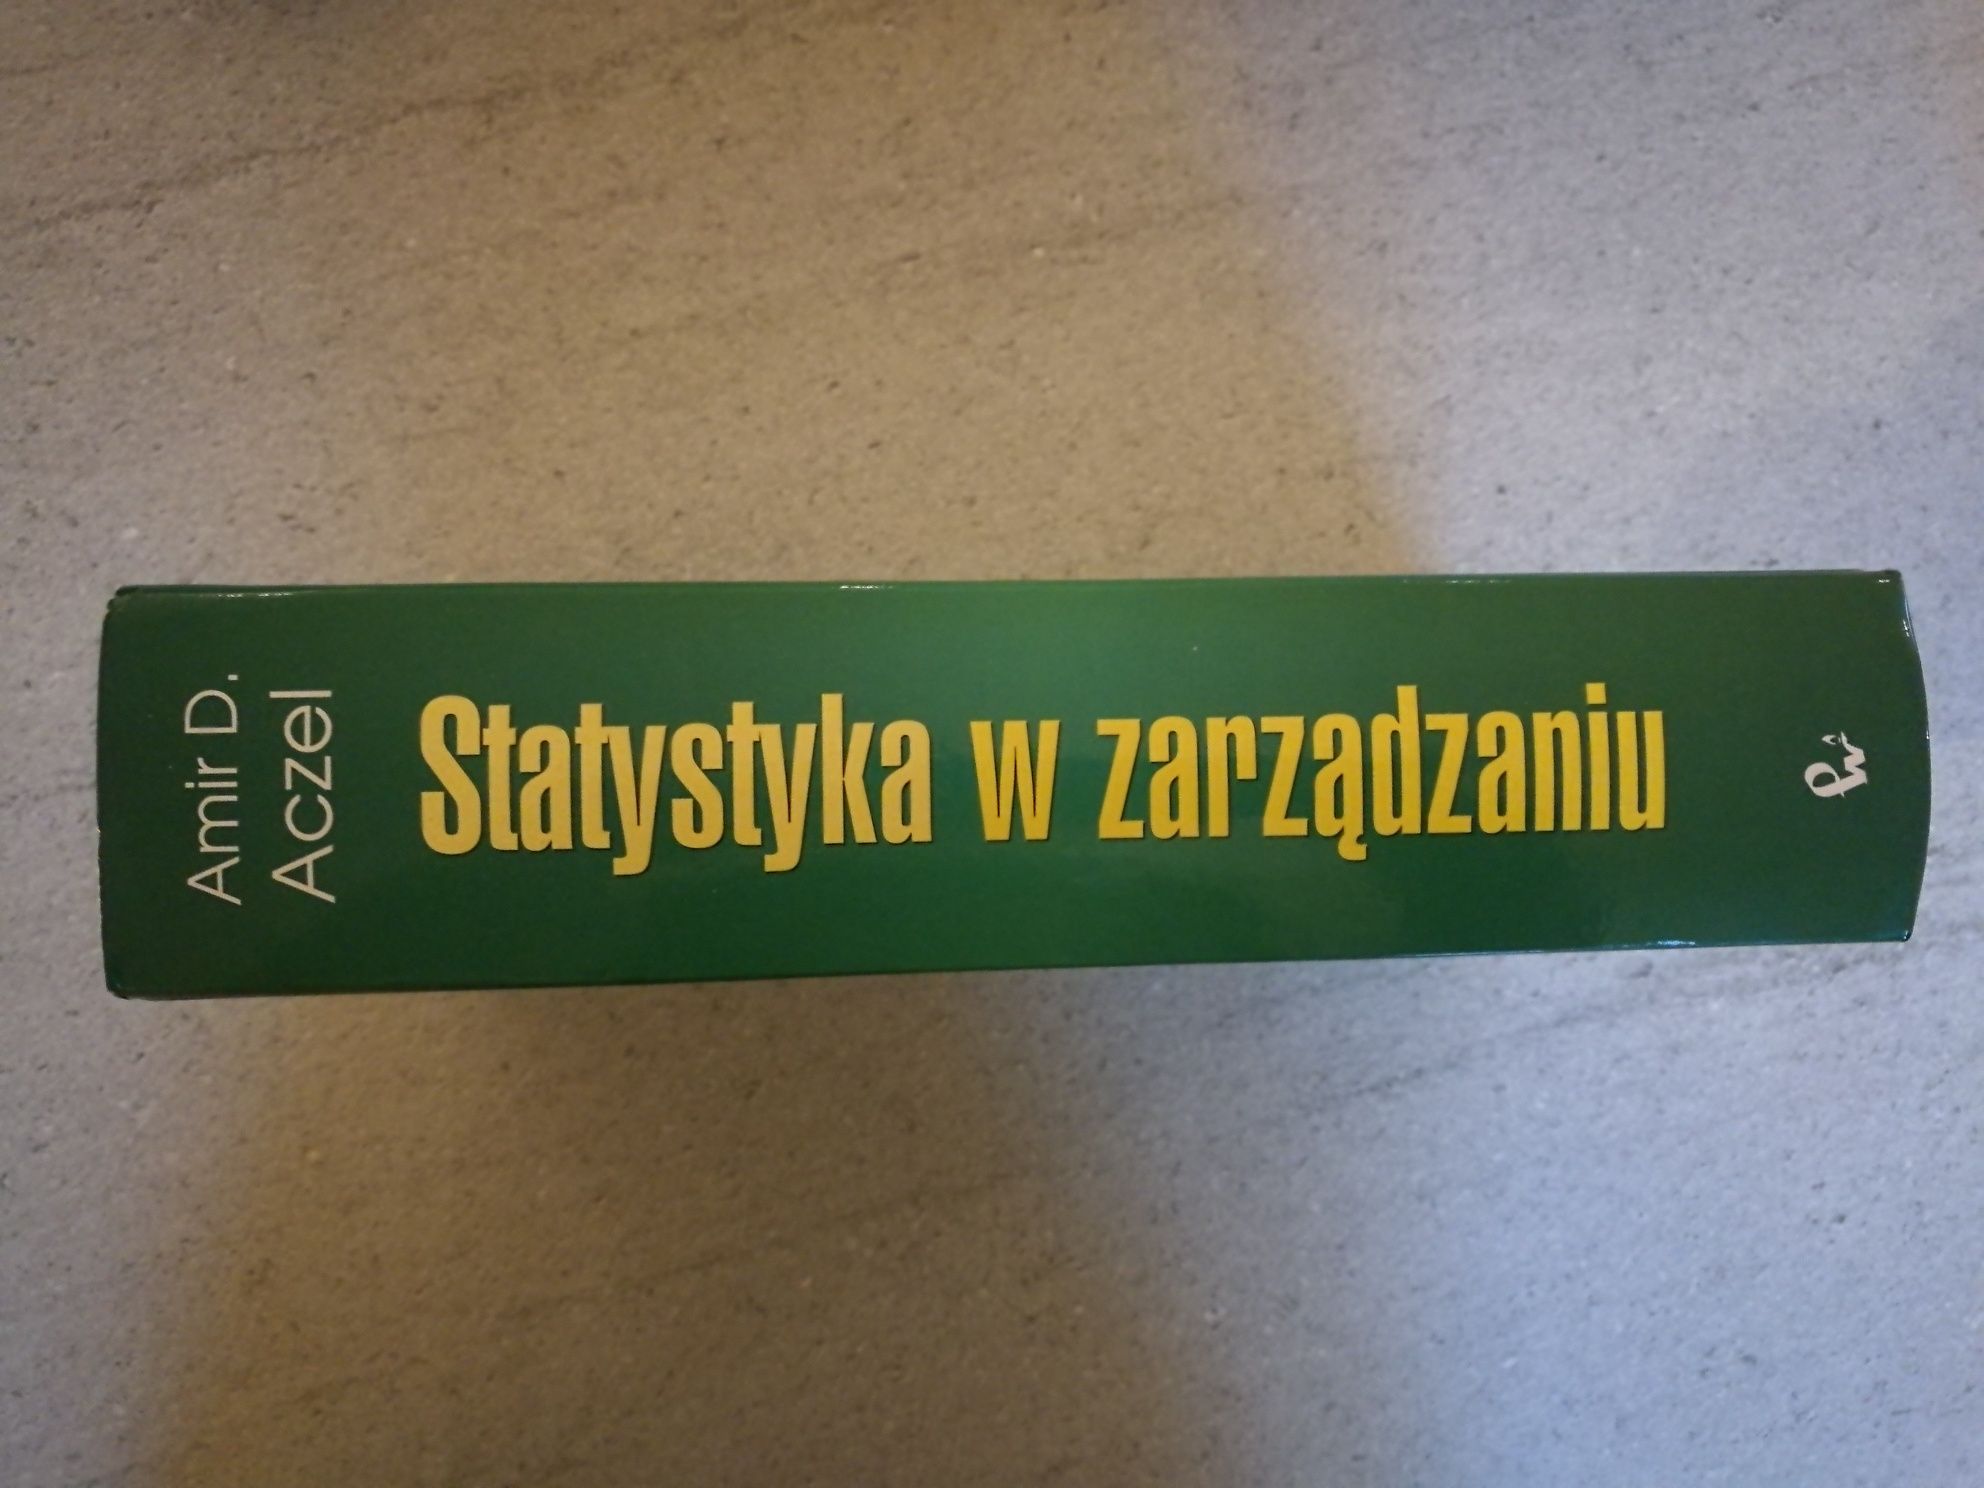 Amir D.
Aczel
Statystyka w zarządzaniu